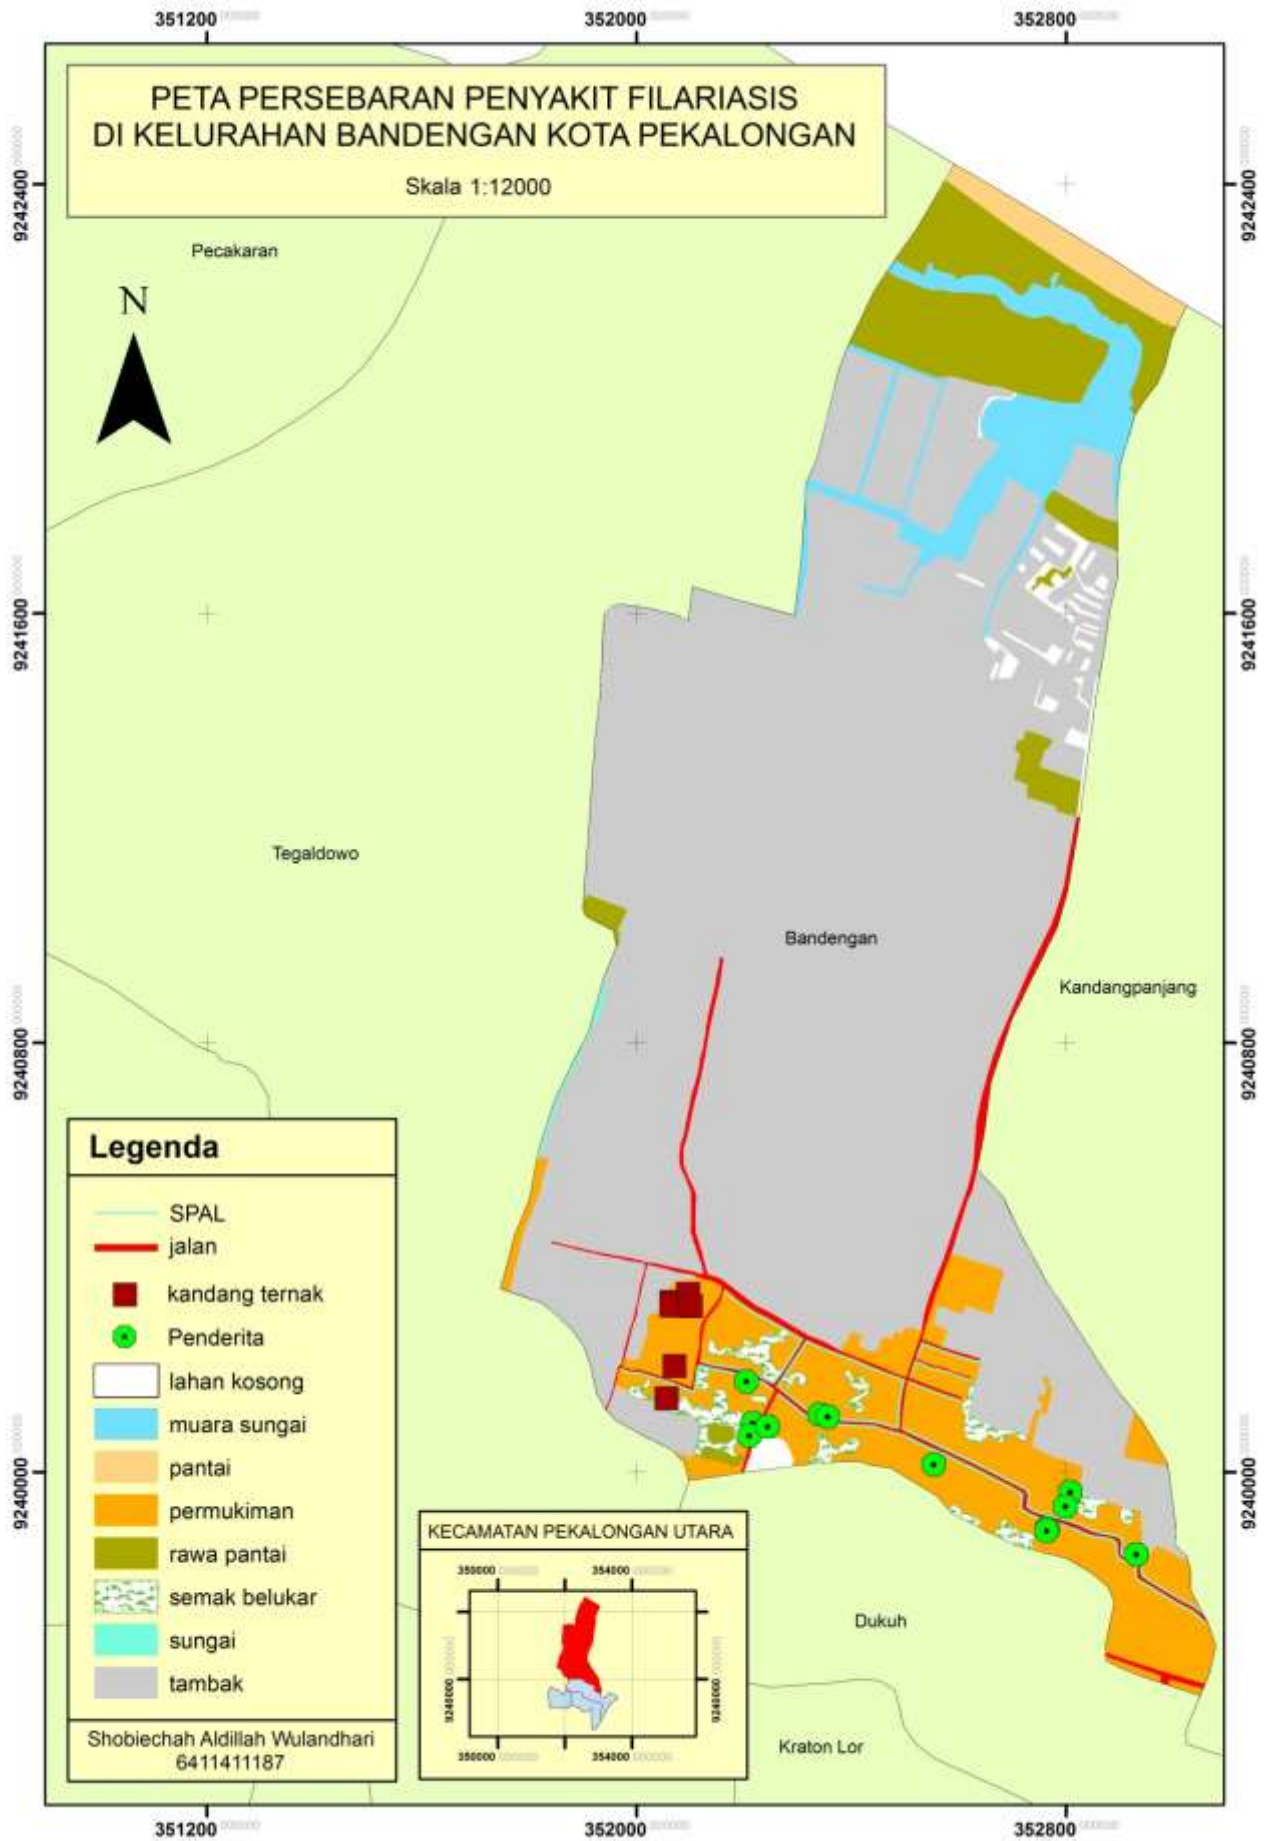 351200
352000
352800
PETA PERSEBARAN PENYAKIT FILARIASIS
DI KELURAHAN BANDENGAN KOTA PEKALONGAN
Skala 1:12000
9242400
9242400
Pecakaran
N
9241600
9241600
Tegaldowo
Bandengan
Kandangpanjang
9240800
9240800
Legenda
SPAL
jalan
kandang ternak
Penderita
lahan kosong
muara sungai
pantai
permukiman
rawa pantai
semak belukar
sungai
tambak
Shobiechah Aldillah Wulandhari
6411411187
9240000
9240000
KECAMATAN PEKALONGAN UTARA
350000
354000
9240000
9240000
350000
354000
Dukuh
Kraton Lor
351200
352000
352800